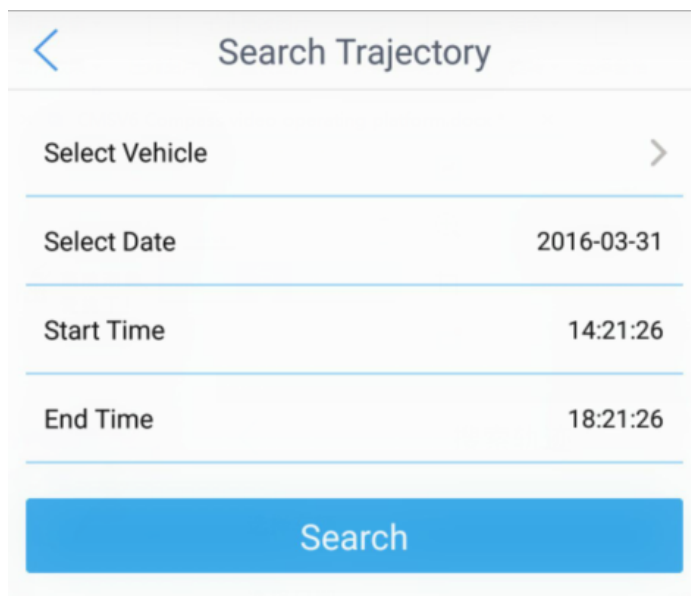 Search Trajectory
Select Vehicle
Select Date 2016-03-31
Start Time 14:21:26
End Time 18:21:26
Search